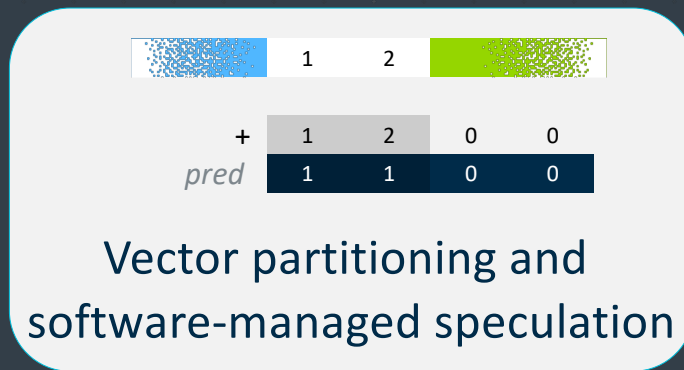 1 2
+ 1 2 0 0
pred 1 1 0 0
Vector partitioning and
software-managed speculation